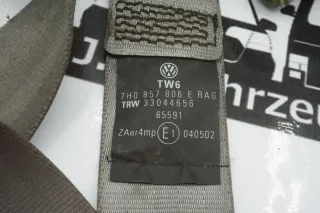 TW6
7H0 857 806 E RAG
TRW 33044656
65591
ZAer4mp E1 040502